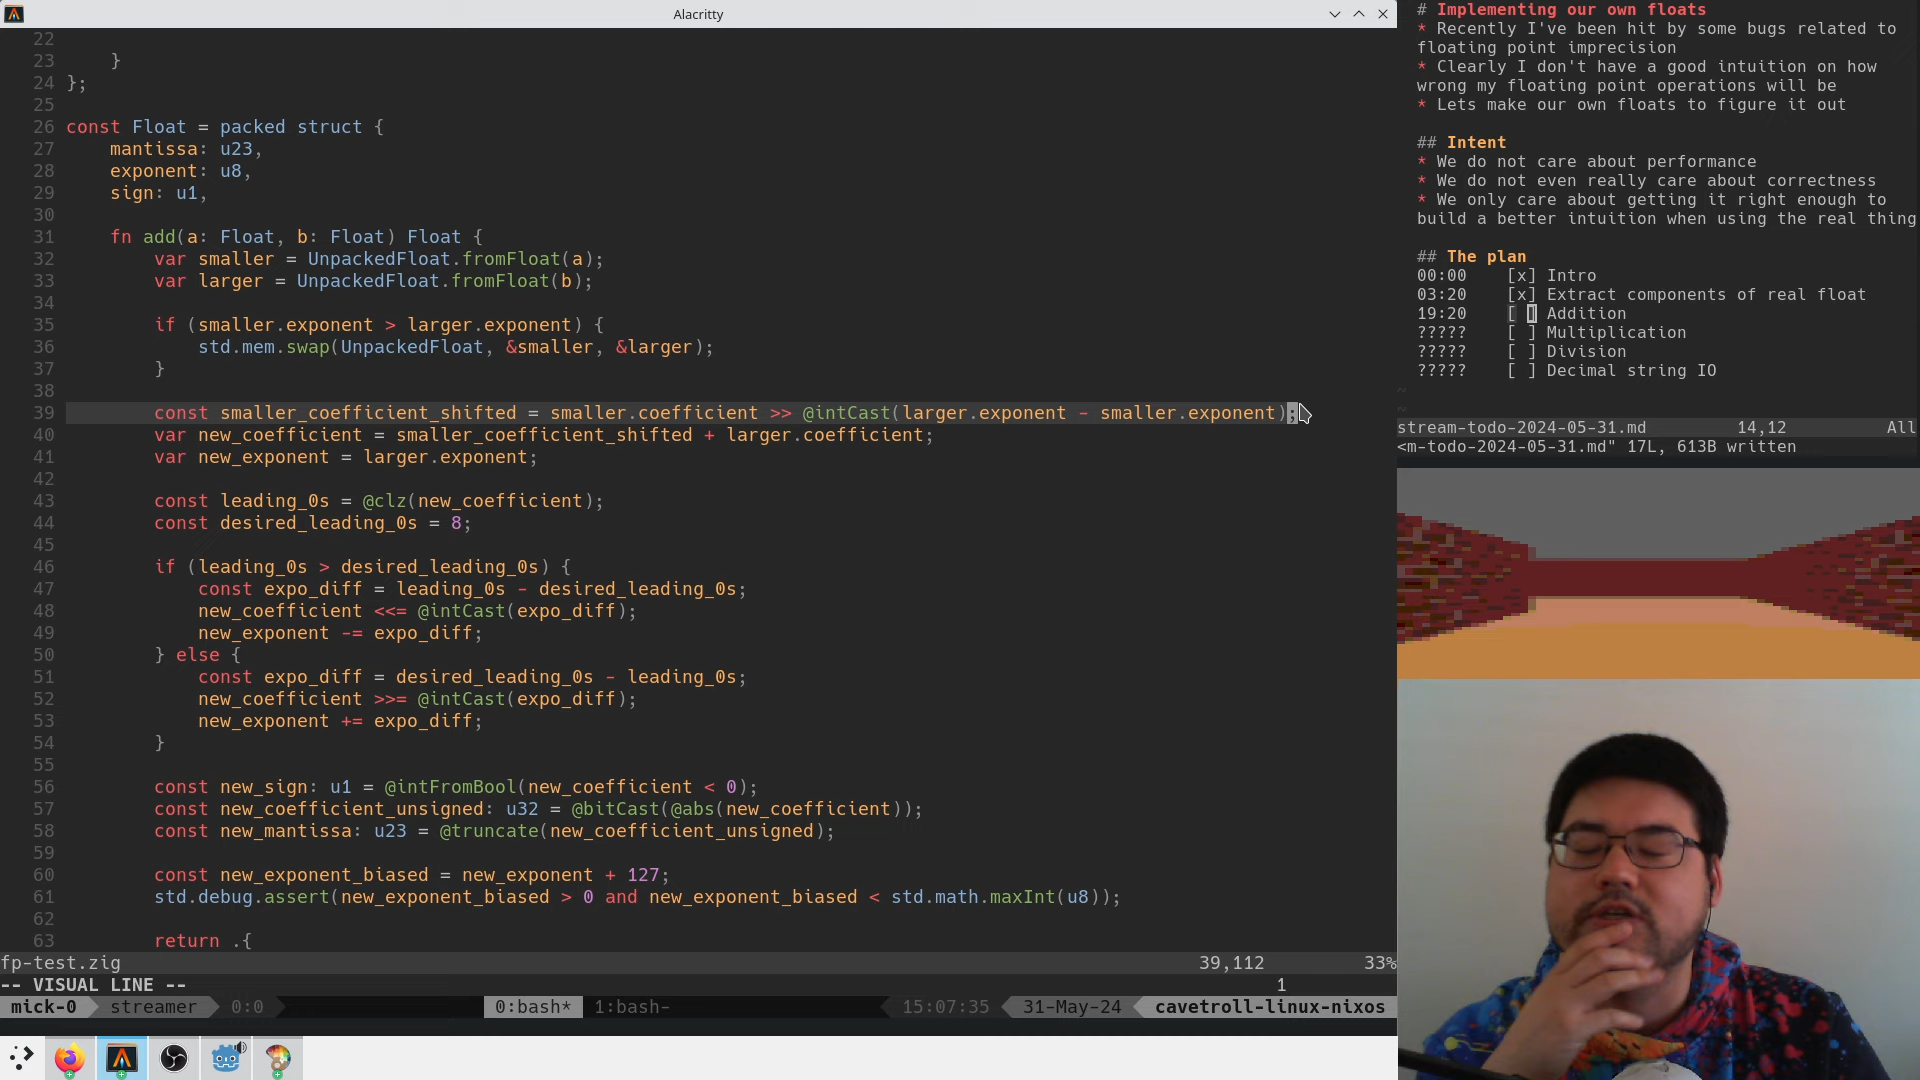 Alacritty
22
23     }
24 };
25
26 const Float = packed struct {
27     mantissa: u23,
28     exponent: u8,
29     sign: u1,
30
31     fn add(a: Float, b: Float) Float {
32         var smaller = UnpackedFloat.fromFloat(a);
33         var larger = UnpackedFloat.fromFloat(b);
34
35         if (smaller.exponent > larger.exponent) {
36             std.mem.swap(UnpackedFloat, &smaller, &larger);
37         }
38
39         const smaller_coefficient_shifted = smaller.coefficient >> @intCast(larger.exponent - smaller.exponent);
40         var new_coefficient = smaller_coefficient_shifted + larger.coefficient;
41         var new_exponent = larger.exponent;
42
43         const leading_0s = @clz(new_coefficient);
44         const desired_leading_0s = 8;
45
46         if (leading_0s > desired_leading_0s) {
47             const expo_diff = leading_0s - desired_leading_0s;
48             new_coefficient <<= @intCast(expo_diff);
49             new_exponent -= expo_diff;
50         } else {
51             const expo_diff = desired_leading_0s - leading_0s;
52             new_coefficient >>= @intCast(expo_diff);
53             new_exponent += expo_diff;
54         }
55
56         const new_sign: u1 = @intFromBool(new_coefficient < 0);
57         const new_coefficient_unsigned: u32 = @bitCast(@abs(new_coefficient));
58         const new_mantissa: u23 = @truncate(new_coefficient_unsigned);
59
60         const new_exponent_biased = new_exponent + 127;
61         std.debug.assert(new_exponent_biased > 0 and new_exponent_biased < std.math.maxInt(u8));
62
63         return .{
fp-test.zig 39,112 33%
-- VISUAL LINE -- 1
mick-0 streamer 0:0 0:bash* 1:bash- 15:07:35 31-May-24 cavetroll-linux-nixos
# Implementing our own floats
* Recently I've been hit by some bugs related to
floating point imprecision
* Clearly I don't have a good intuition on how
wrong my floating point operations will be
* Lets make our own floats to figure it out
## Intent
* We do not care about performance
* We do not even really care about correctness
* We only care about getting it right enough to
build a better intuition when using the real thing
## The plan
00:00    [x] Intro
03:20    [x] Extract components of real float
19:20    [ ] Addition
?????    [ ] Multiplication
?????    [ ] Division
?????    [ ] Decimal string IO
~
~
stream-todo-2024-05-31.md 14,12 All
<m-todo-2024-05-31.md" 17L, 613B written